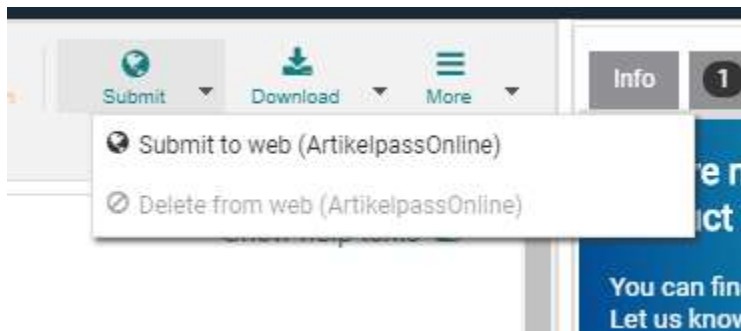 Submit
Download
More
Info
1
Submit to web (ArtikelpassOnline)
Delete from web (ArtikelpassOnline)
You can fin
Let us know